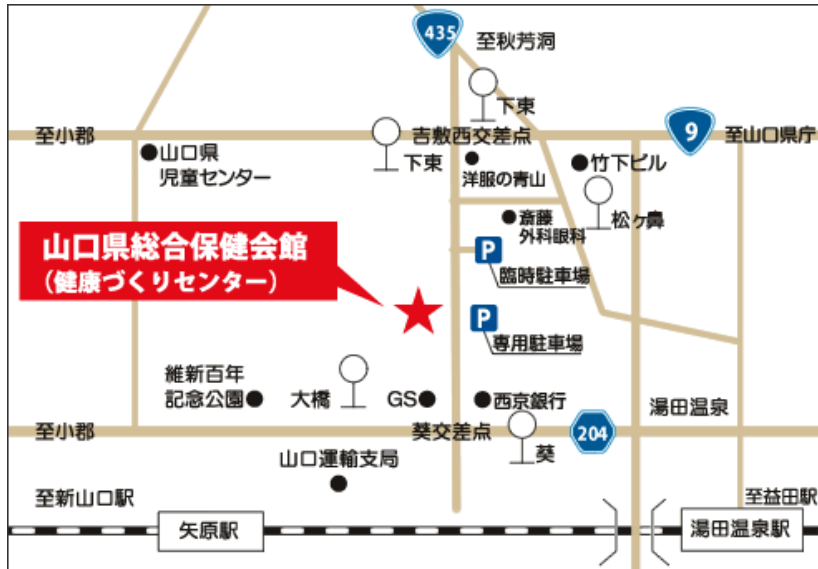 435
至秋芳洞
下東
至小郡
吉敷西交差点
9
至山口県庁
山口県
児童センター
下東
洋服の青山
竹下ビル
松ヶ鼻
斎藤
外科眼科
山口県総合保健会館
（健康づくりセンター）
P
臨時駐車場
P
専用駐車場
維新百年
記念公園
大橋
GS
西京銀行
湯田温泉
至小郡
葵交差点
葵
204
山口運輸支局
至新山口駅
至益田駅
矢原駅
湯田温泉駅